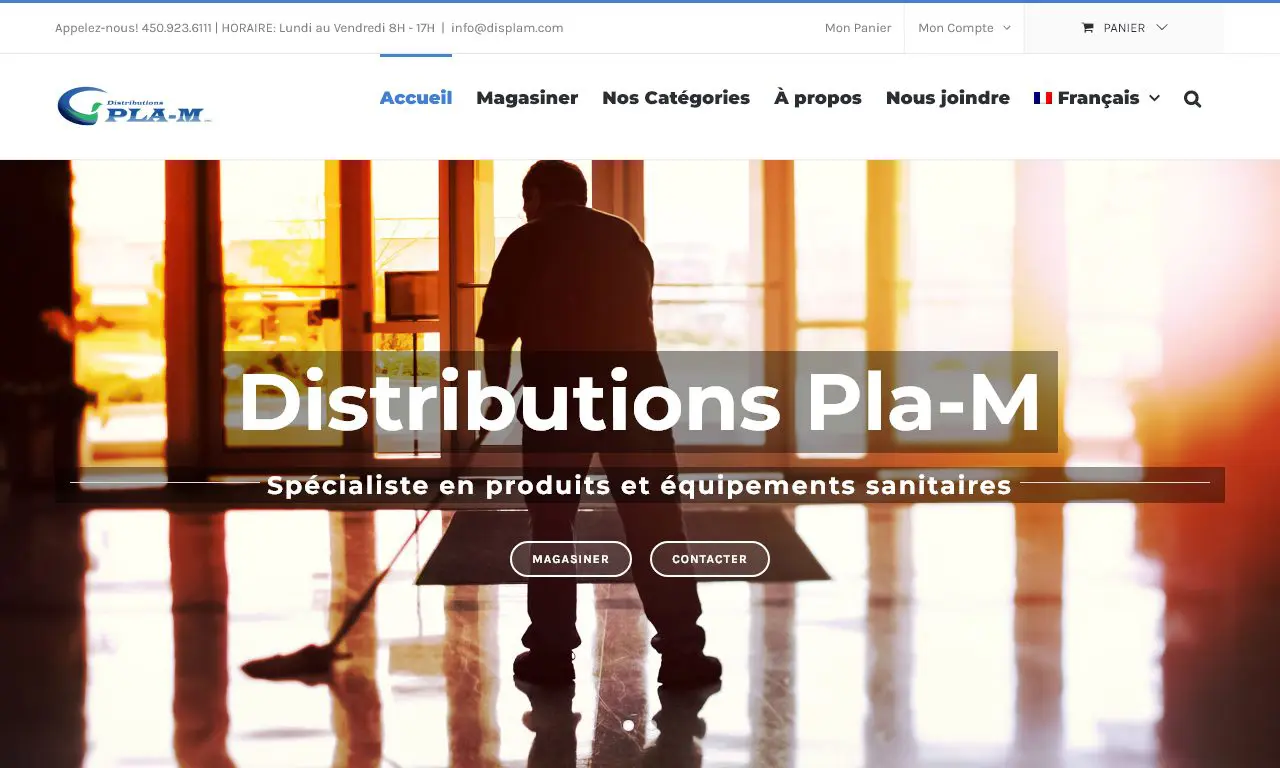 Appelez-nous! 450.923.6111 | HORAIRE: Lundi au Vendredi 8H - 17H | info@displam.com
Mon Panier
Mon Compte
PANIER
Distributions
PLA-M
Accueil
Magasiner
Nos Catégories
À propos
Nous joindre
Français
Distributions Pla-M
Spécialiste en produits et équipements sanitaires
MAGASINER
CONTACTER